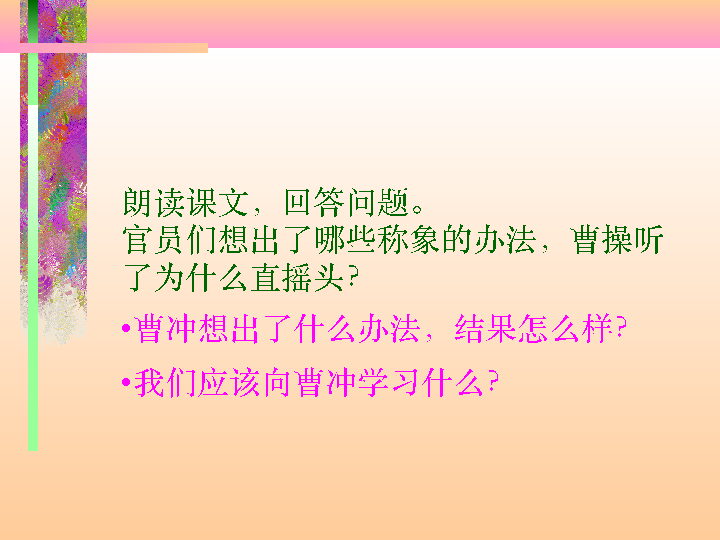 朗读课文，回答问题。
官员们想出了哪些称象的办法，曹操听
了为什么直摇头？
•曹冲想出了什么办法，结果怎么样？
•我们应该向曹冲学习什么？